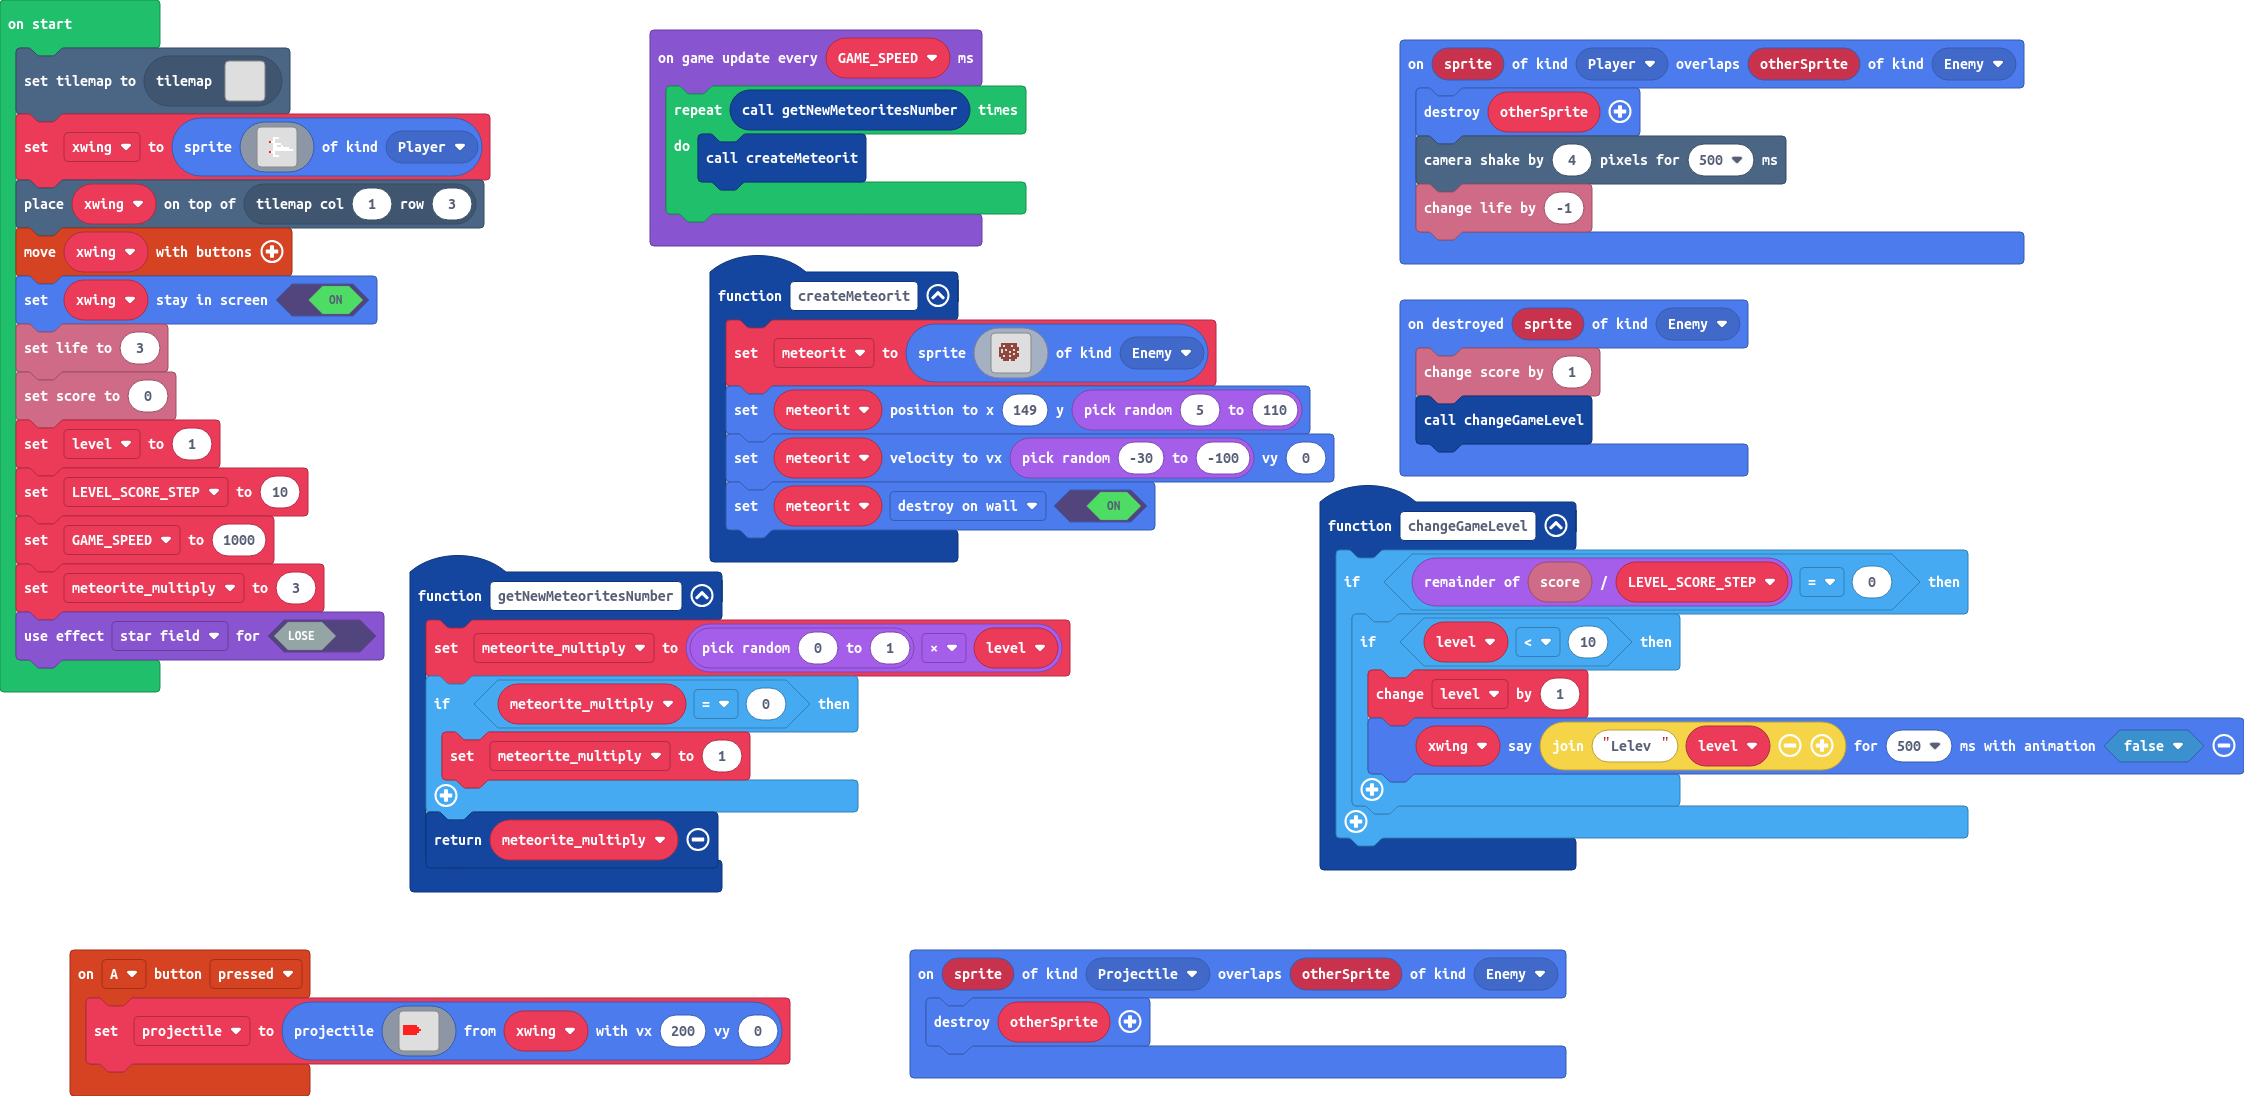 on start
set tilemap to tilemap
set xwing to sprite of kind Player
place xwing on top of tilemap col 1 row 3
move xwing with buttons
set xwing stay in screen ON
set life to 3
set score to 0
set level to 1
set LEVEL_SCORE_STEP to 10
set GAME_SPEED to 1000
set meteorite_multiply to 3
use effect star field for LOSE
on game update every GAME_SPEED ms
repeat call getNewMeteoritesNumber times
do call createMeteorit
function createMeteorit
set meteorit to sprite of kind Enemy
set meteorit position to x 149 y pick random 5 to 110
set meteorit velocity to vx pick random -30 to -100 vy 0
set meteorit destroy on wall ON
function getNewMeteoritesNumber
set meteorite_multiply to pick random 0 to 1 × level
if meteorite_multiply = 0 then
set meteorite_multiply to 1
return meteorite_multiply
on sprite of kind Player overlaps otherSprite of kind Enemy
destroy otherSprite
camera shake by 4 pixels for 500 ms
change life by -1
on destroyed sprite of kind Enemy
change score by 1
call changeGameLevel
function changeGameLevel
if remainder of score / LEVEL_SCORE_STEP = 0 then
if level < 10 then
change level by 1
xwing say join "Lelev " level for 500 ms with animation false
on A button pressed
set projectile to projectile from xwing with vx 200 vy 0
on sprite of kind Projectile overlaps otherSprite of kind Enemy
destroy otherSprite